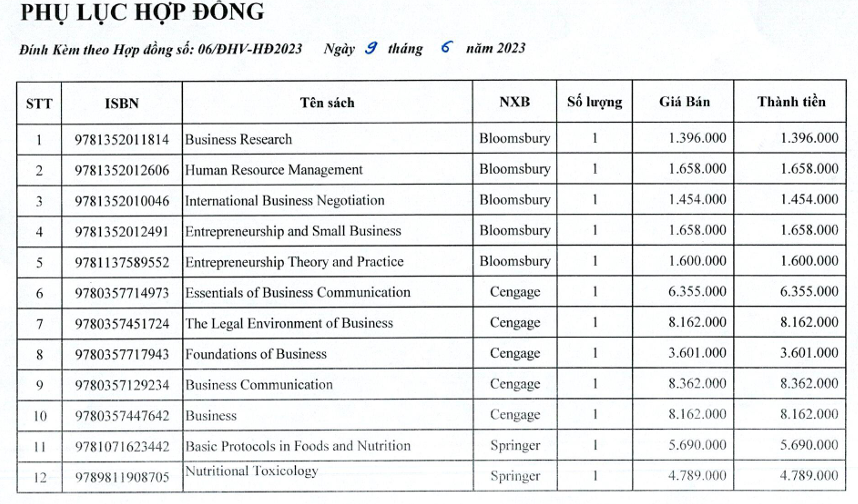 PHỤ LỤC HỢP ĐỒNG
Đính Kèm theo Hợp đồng số: 06/ĐHV-HĐ2023 Ngày 9 tháng 6 năm 2023
STT ISBN Tên sách NXB Số lượng Giá Bán Thành tiền
1 9781352011814 Business Research Bloomsbury 1 1.396.000 1.396.000
2 9781352012606 Human Resource Management Bloomsbury 1 1.658.000 1.658.000
3 9781352010046 International Business Negotiation Bloomsbury 1 1.454.000 1.454.000
4 9781352012491 Entrepreneurship and Small Business Bloomsbury 1 1.658.000 1.658.000
5 9781137589552 Entrepreneurship Theory and Practice Bloomsbury 1 1.600.000 1.600.000
6 9780357714973 Essentials of Business Communication Cengage 1 6.355.000 6.355.000
7 9780357451724 The Legal Environment of Business Cengage 1 8.162.000 8.162.000
8 9780357717943 Foundations of Business Cengage 1 3.601.000 3.601.000
9 9780357129234 Business Communication Cengage 1 8.362.000 8.362.000
10 9780357447642 Business Cengage 1 8.162.000 8.162.000
11 9781071623442 Basic Protocols in Foods and Nutrition Springer 1 5.690.000 5.690.000
12 9789811908705 Nutritional Toxicology Springer 1 4.789.000 4.789.000